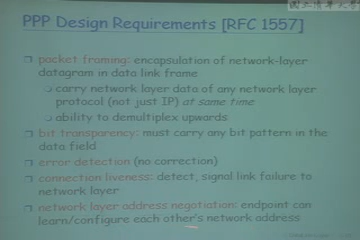 PPP Design Requirements [RFC 1557]
packet framing: encapsulation of network-layer
datagram in data link frame
carry network layer data of any network layer
protocol (not just IP) at same time
ability to demultiplex upwards
bit transparency: must carry any bit pattern in the
data field
error detection (no correction)
connection liveness: detect, signal link failure to
network layer
network layer address negotiation: endpoint can
learn/configure each other's network address